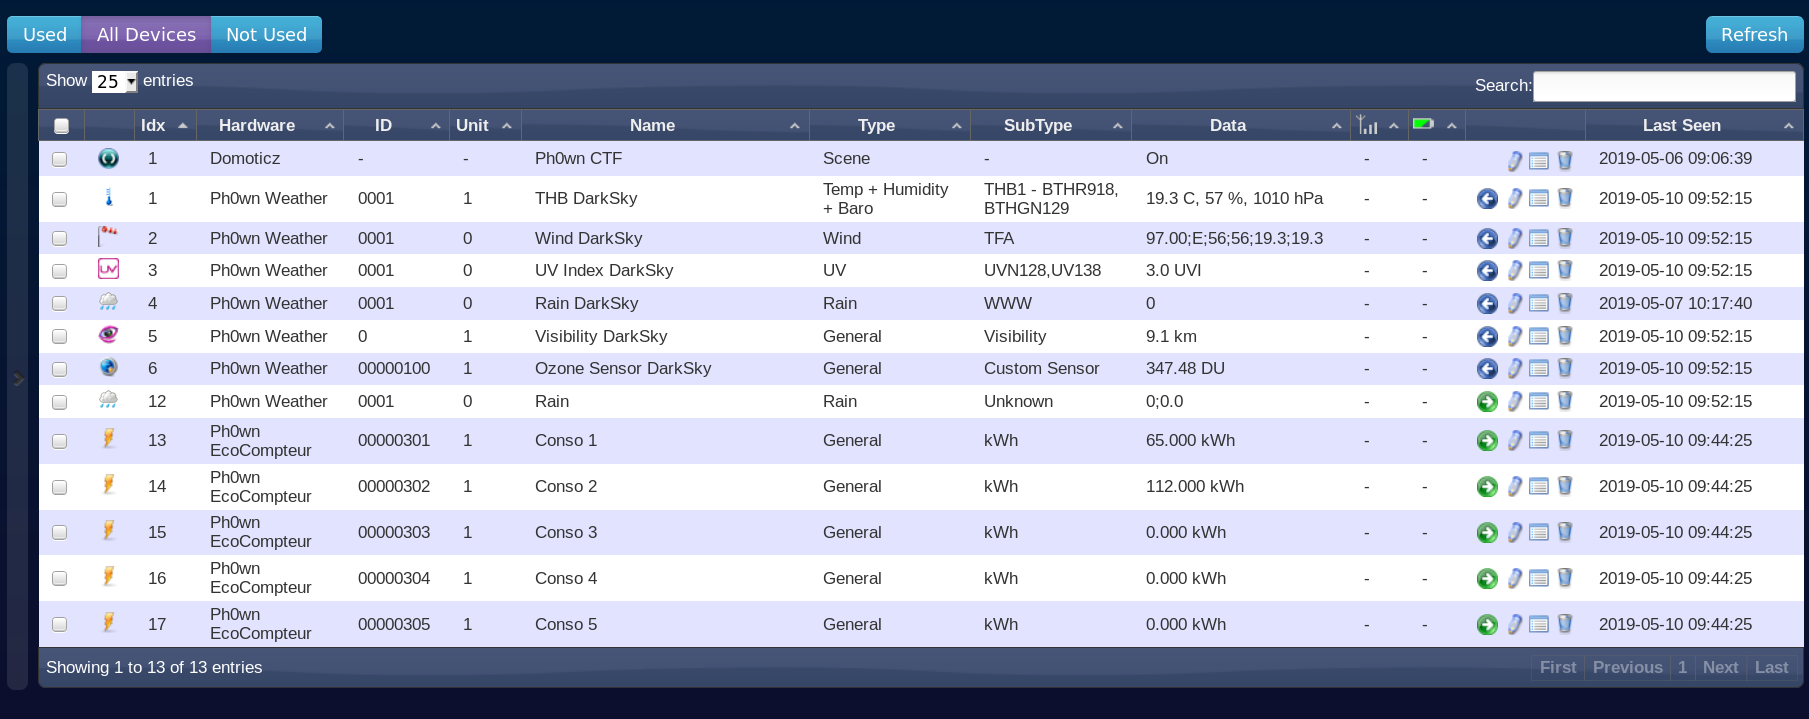 Used All Devices Not Used Refresh
Show 25 entries Search:
Idx Hardware ID Unit Name Type SubType Data Last Seen
1 Domoticz - - Ph0wn CTF Scene - On - - 2019-05-06 09:06:39
1 Ph0wn Weather 0001 1 THB DarkSky Temp + Humidity THB1 - BTHR918, 19.3 C, 57 %, 1010 hPa - - 2019-05-10 09:52:15
+ Baro BTHGN129
UV
2 Ph0wn Weather 0001 0 Wind DarkSky Wind TFA 97.00;E;56;56;19.3;19.3 - - 2019-05-10 09:52:15
3 Ph0wn Weather 0001 0 UV Index DarkSky UV UVN128,UV138 3.0 UVI - - 2019-05-10 09:52:15
4 Ph0wn Weather 0001 0 Rain DarkSky Rain WWW 0 - - 2019-05-07 10:17:40
5 Ph0wn Weather 0 1 Visibility DarkSky General Visibility 9.1 km - - 2019-05-10 09:52:15
6 Ph0wn Weather 00000100 1 Ozone Sensor DarkSky General Custom Sensor 347.48 DU - - 2019-05-10 09:52:15
12 Ph0wn Weather 0001 0 Rain Rain Unknown 0;0.0 - - 2019-05-10 09:52:15
13 Ph0wn 00000301 1 Conso 1 General kWh 65.000 kWh - - 2019-05-10 09:44:25
EcoCompteur
14 Ph0wn 00000302 1 Conso 2 General kWh 112.000 kWh - - 2019-05-10 09:44:25
EcoCompteur
15 Ph0wn 00000303 1 Conso 3 General kWh 0.000 kWh - - 2019-05-10 09:44:25
EcoCompteur
16 Ph0wn 00000304 1 Conso 4 General kWh 0.000 kWh - - 2019-05-10 09:44:25
EcoCompteur
17 Ph0wn 00000305 1 Conso 5 General kWh 0.000 kWh - - 2019-05-10 09:44:25
EcoCompteur
Showing 1 to 13 of 13 entries First Previous 1 Next Last